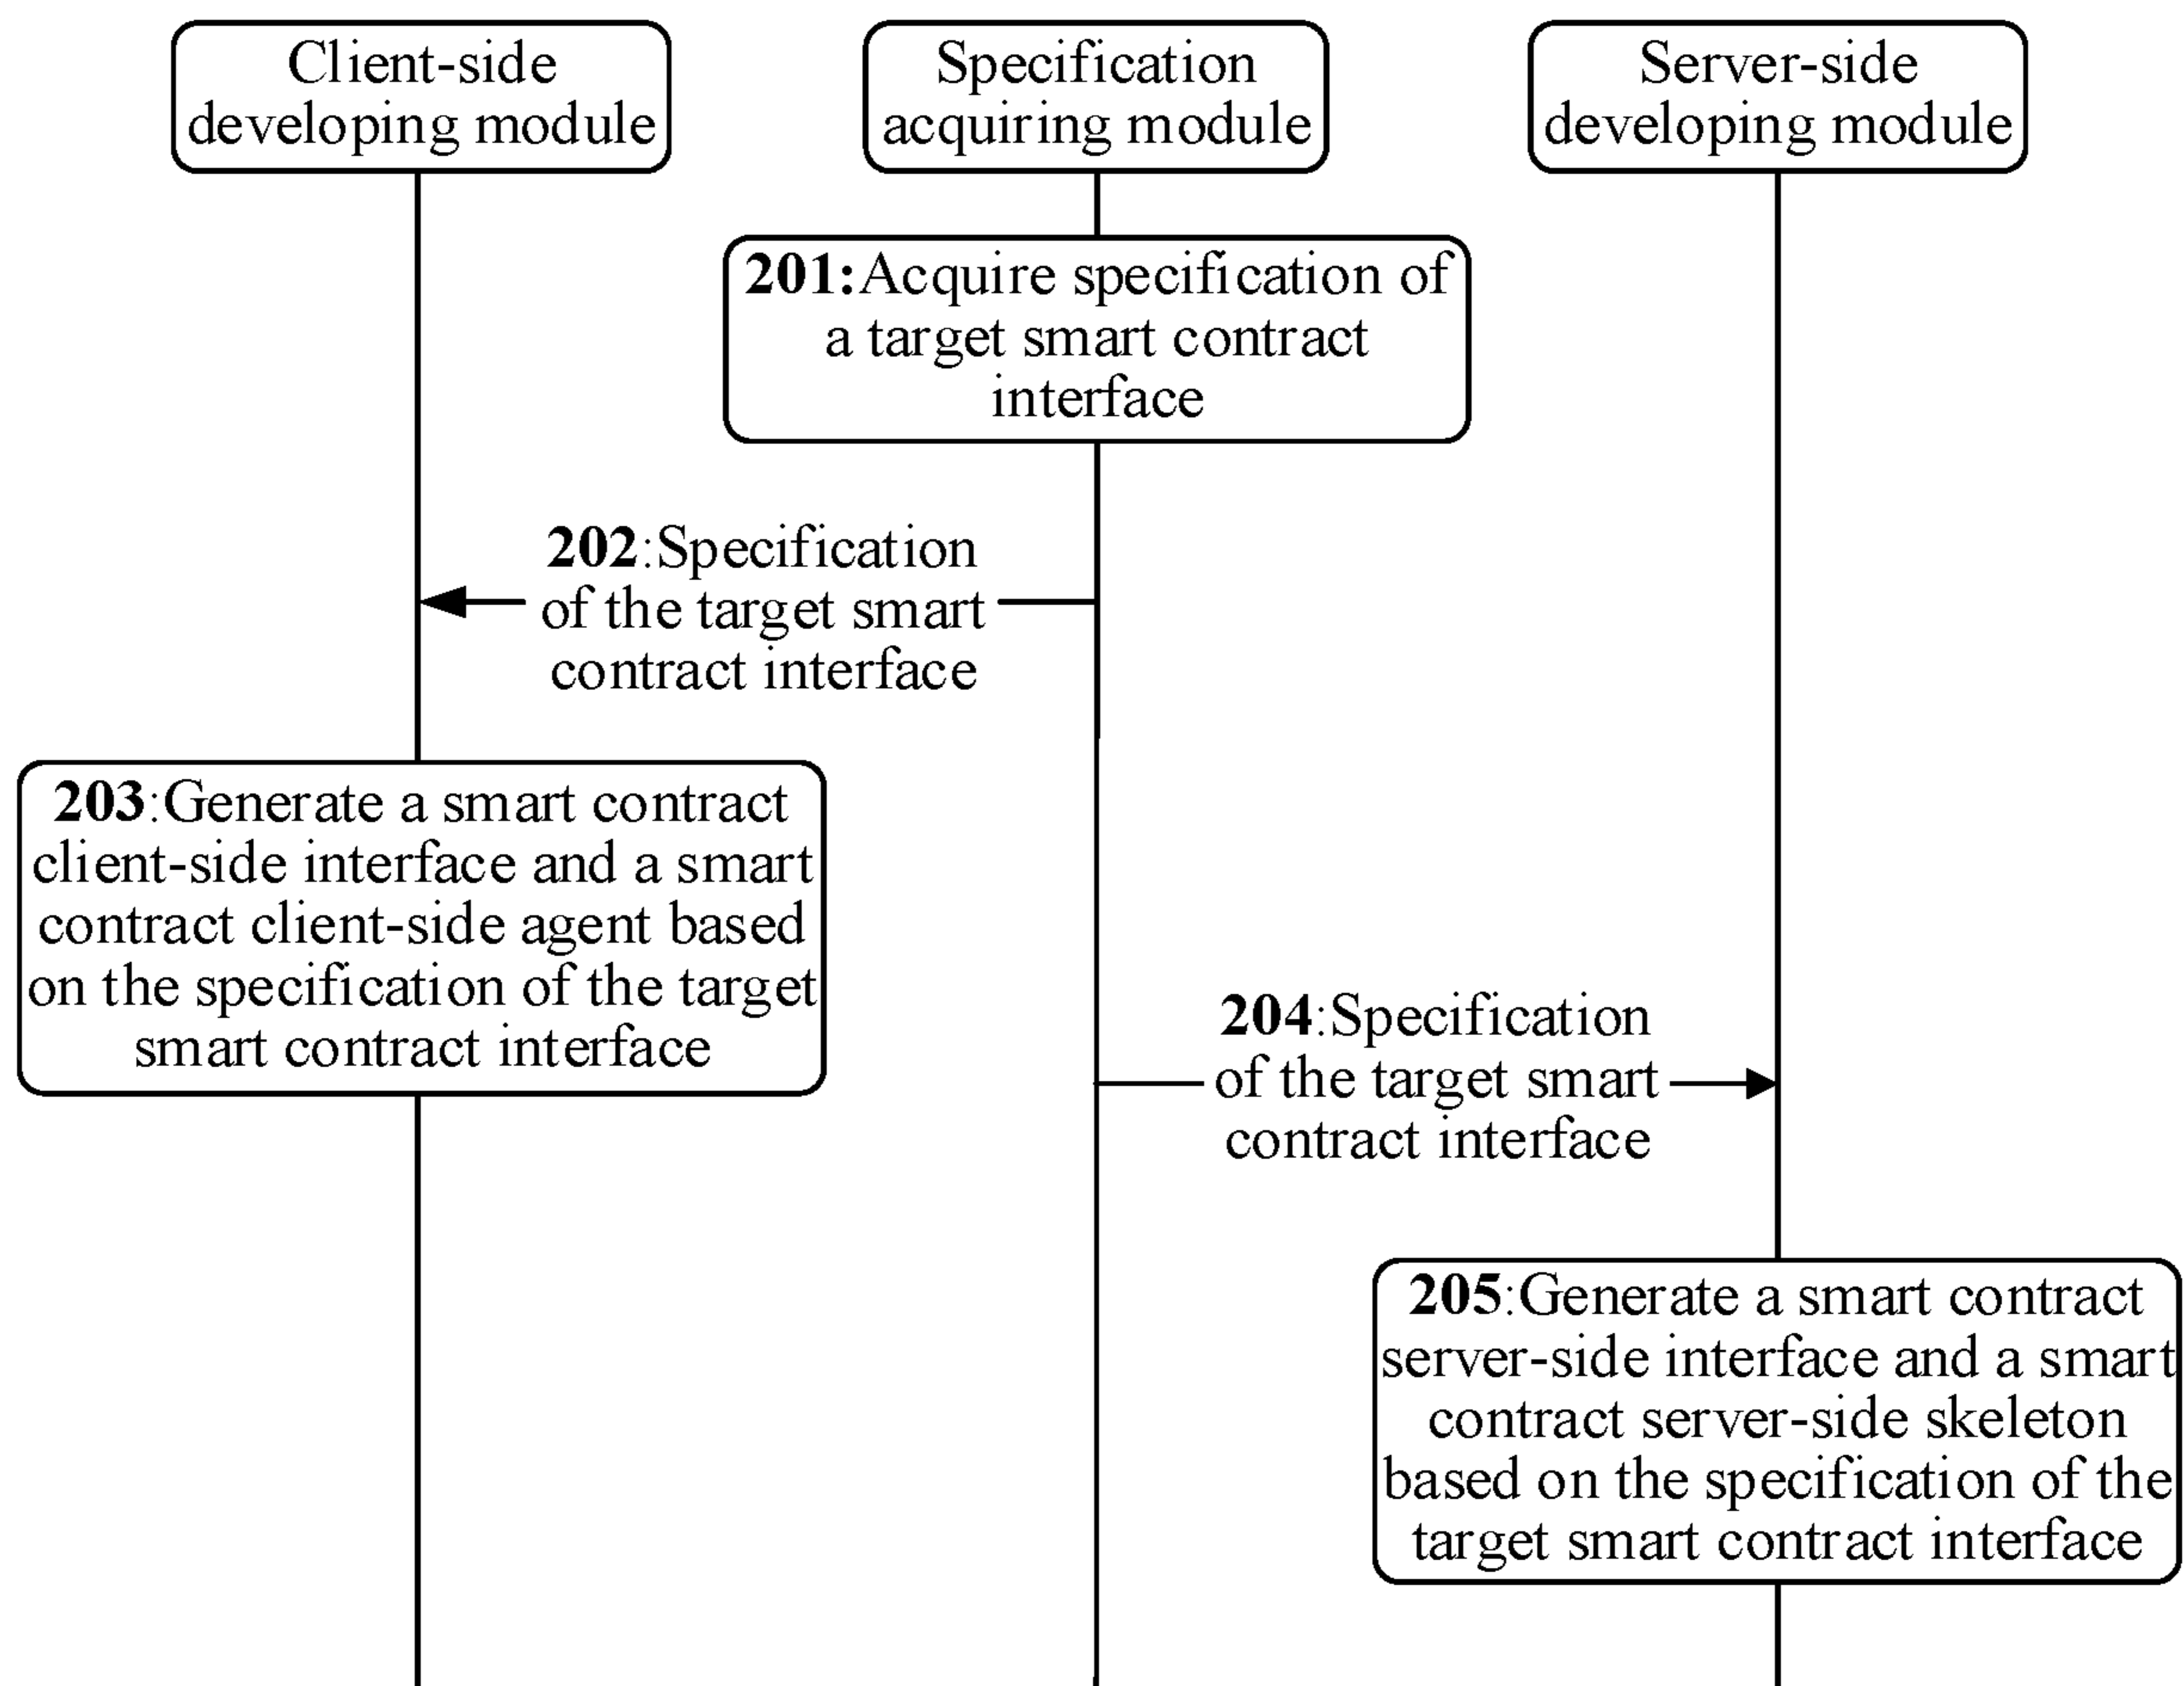 Client-side
developing module
Specification
acquiring module
Server-side
developing module
201:Acquire specification of
a target smart contract
interface
202:Specification
of the target smart
contract interface
203:Generate a smart contract
client-side interface and a smart
contract client-side agent based
on the specification of the target
smart contract interface
204:Specification
of the target smart
contract interface
205:Generate a smart contract
server-side interface and a smart
contract server-side skeleton
based on the specification of the
target smart contract interface